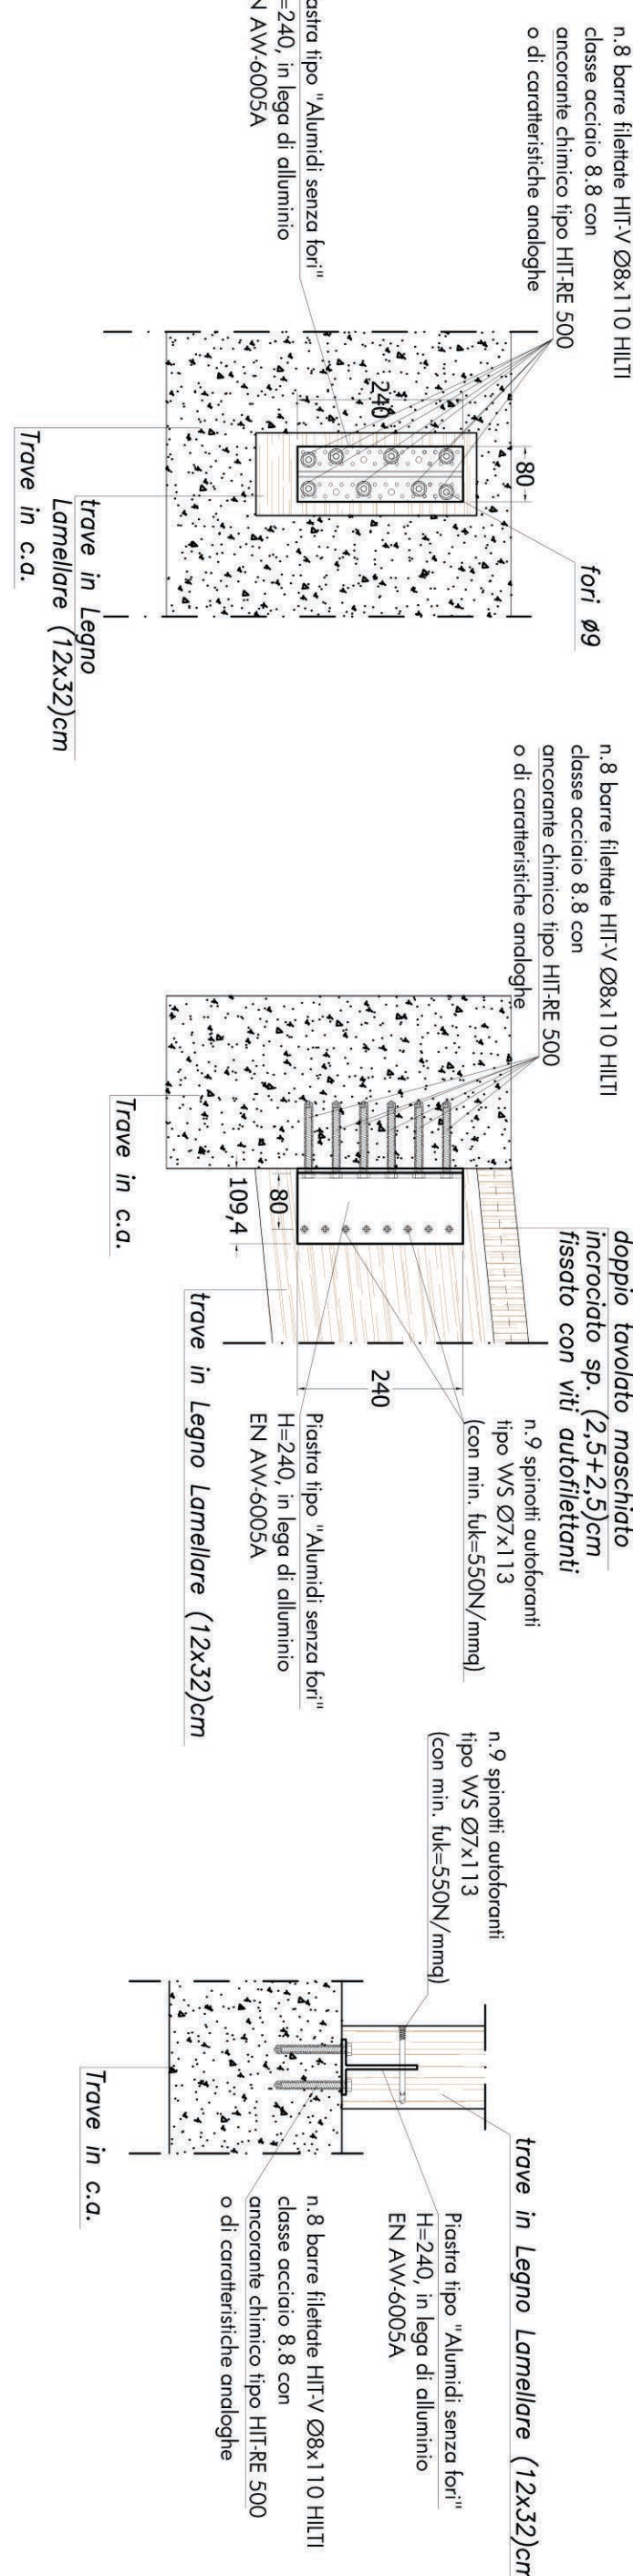 n.8 barre filettate HIT-V Ø8x110 HILTI
classe acciaio 8.8 con
ancorante chimico tipo HIT-RE 500
o di caratteristiche analoghe
tipo "Alumidi senza fori"
=240, in lega di alluminio
AW-6005A
240
80
fori ø9
trave in Legno
Lamellare (12x32)cm
Trave in c.a.
n.8 barre filettate HIT-V Ø8x110 HILTI
classe acciaio 8.8 con
ancorante chimico tipo HIT-RE 500
o di caratteristiche analoghe
doppio tavolato maschiato
incrociato sp. (2,5+2,5)cm
fissato con viti autofilettanti
n.9 spinotti autoforanti
tipo WS Ø7x113
(con min. fuk=550N/mmq)
240
80
109,4
Piastra tipo "Alumidi senza fori"
H=240, in lega di alluminio
EN AW-6005A
trave in Legno Lamellare (12x32)cm
Trave in c.a.
n.9 spinotti autoforanti
tipo WS Ø7x113
(con min. fuk=550N/mmq)
trave in Legno Lamellare (12x32)cm
Piastra tipo "Alumidi senza fori"
H=240, in lega di alluminio
EN AW-6005A
n.8 barre filettate HIT-V Ø8x110 HILTI
classe acciaio 8.8 con
ancorante chimico tipo HIT-RE 500
o di caratteristiche analoghe
Trave in c.a.